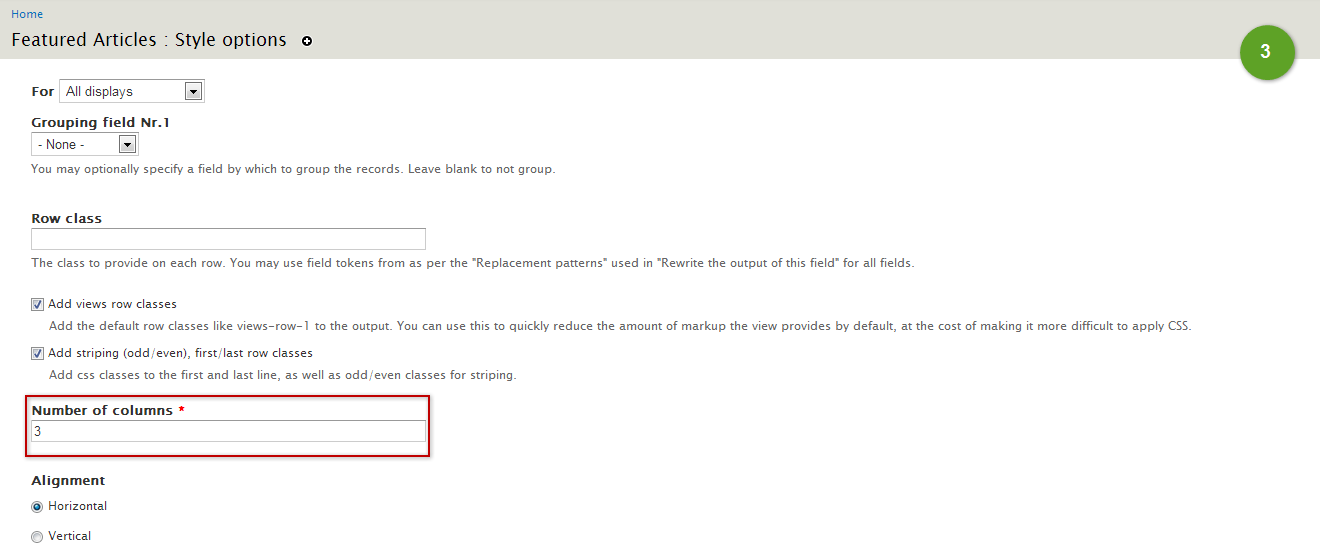 Home
Featured Articles : Style options
3
For All displays
Grouping field Nr.1
- None -
You may optionally specify a field by which to group the records. Leave blank to not group.
Row class
The class to provide on each row. You may use field tokens from as per the "Replacement patterns" used in "Rewrite the output of this field" for all fields.
Add views row classes
Add the default row classes like views-row-1 to the output. You can use this to quickly reduce the amount of markup the view provides by default, at the cost of making it more difficult to apply CSS.
Add striping (odd/even), first/last row classes
Add css classes to the first and last line, as well as odd/even classes for striping.
Number of columns *
3
Alignment
Horizontal
Vertical